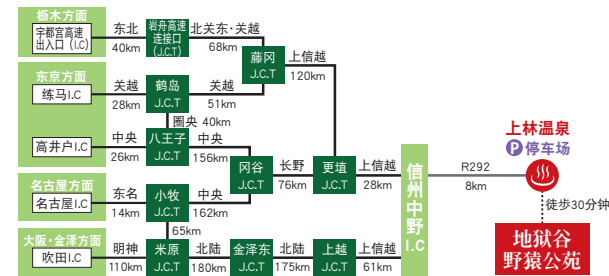 栃木方面
宇都宫高速
出入口（I.C）
东北
40km
岩舟高速
连接口
（J.C.T）
北关东·关越
68km
藤冈
J.C.T
上信越
120km
东京方面
练马I.C
关越
28km
鹤岛
J.C.T
关越
51km
圈央 40km
高井户I.C
中央
26km
八王子
J.C.T
中央
156km
冈谷
J.C.T
长野
76km
更埴
J.C.T
上信越
28km
名古屋方面
名古屋I.C
东名
14km
小牧
J.C.T
中央
162km
65km
大阪·金泽方面
吹田I.C
明神
110km
米原
J.C.T
北陆
180km
金泽东
J.C.T
北陆
175km
上越
J.C.T
上信越
61km
信州中野I.C
R292
8km
上林温泉
P停车场
徒步30分钟
地狱谷
野猿公苑